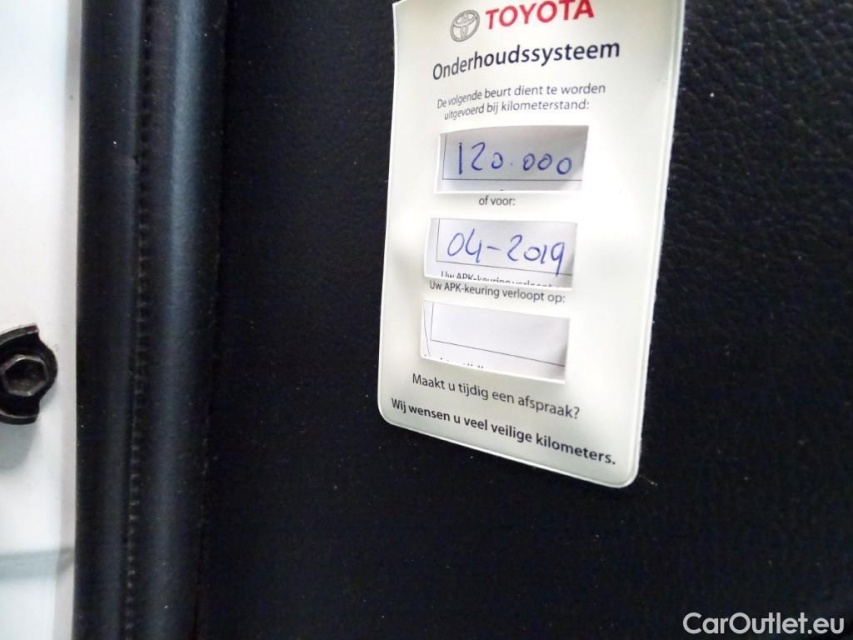 TOYOTA
Onderhoudssysteem
De volgende beurt dient te worden
uitgevoerd bij kilometerstand:
120.000
of voor:
04-2019
Uw APK-keuring verloopt op:
Maakt u tijdig een afspraak?
Wij wensen u veel veilige kilometers.
CarOutlet.eu